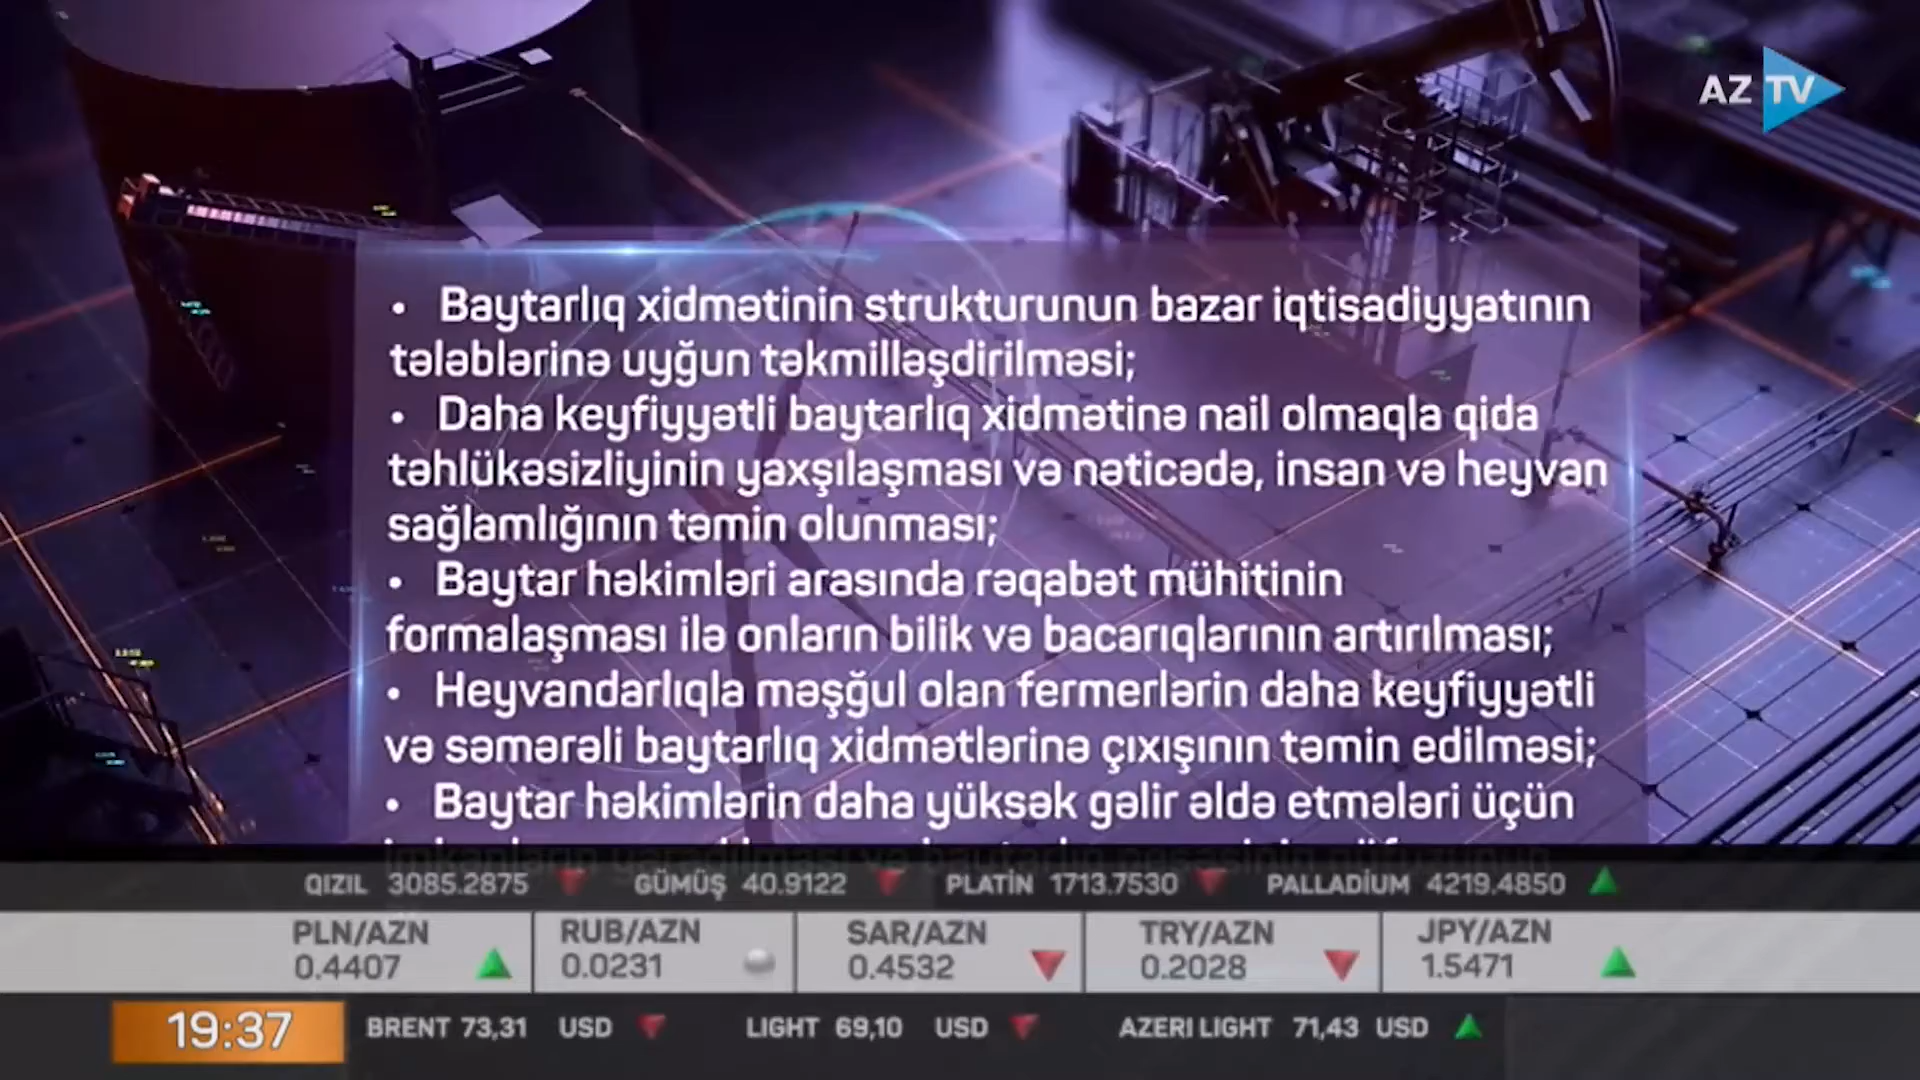 AZ TV
• Baytarlıq xidmətinin strukturunun bazar iqtisadiyyatının
tələblərinə uyğun təkmilləşdirilməsi;
• Daha keyfiyyətli baytarlıq xidmətinə nail olmaqla qida
təhlükəsizliyinin yaxşılaşması və nəticədə, insan və heyvan
sağlamlığının təmin olunması;
• Baytar həkimləri arasında rəqabət mühitinin
formalaşması ilə onların bilik və bacarıqlarının artırılması;
• Heyvandarlıqla məşğul olan fermerlərin daha keyfiyyətli
və səmərəli baytarlıq xidmətlərinə çıxışının təmin edilməsi;
• Baytar həkimlərin daha yüksək gəlir əldə etmələri üçün
QIZIL 3085.2875 GÜMÜŞ 40.9122 PLATİN 1713.7530 PALLADİUM 4219.4850
PLN/AZN RUB/AZN SAR/AZN TRY/AZN JPY/AZN
0.4407 0.0231 0.4532 0.2028 1.5471
19:37 BRENT 73,31 USD LIGHT 69,10 USD AZERI LIGHT 71,43 USD